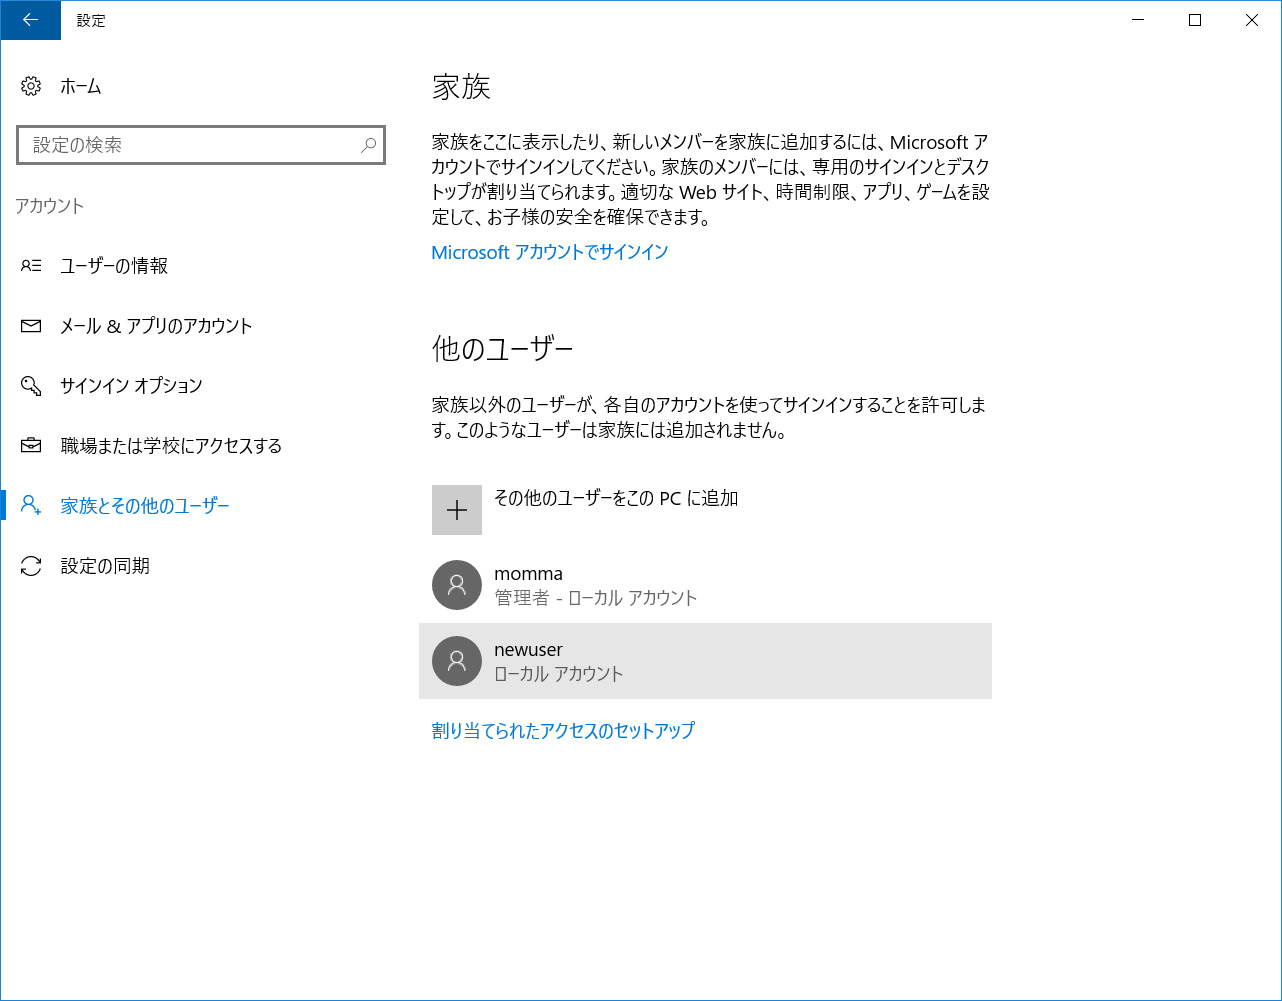 設定
ホーム
設定の検索
アカウント
ユーザーの情報
メール & アプリのアカウント
サインイン オプション
職場または学校にアクセスする
家族とその他のユーザー
設定の同期
家族
家族をここに表示したり、新しいメンバーを家族に追加するには、Microsoft ア
カウントでサインインしてください。家族のメンバーには、専用のサインインとデスク
トップが割り当てられます。適切な Web サイト、時間制限、アプリ、ゲームを設
定して、お子様の安全を確保できます。
Microsoft アカウントでサインイン
他のユーザー
家族以外のユーザーが、各自のアカウントを使ってサインインすることを許可しま
す。このようなユーザーは家族には追加されません。
その他のユーザーをこの PC に追加
momma
管理者 - ローカル アカウント
newuser
ローカル アカウント
割り当てられたアクセスのセットアップ